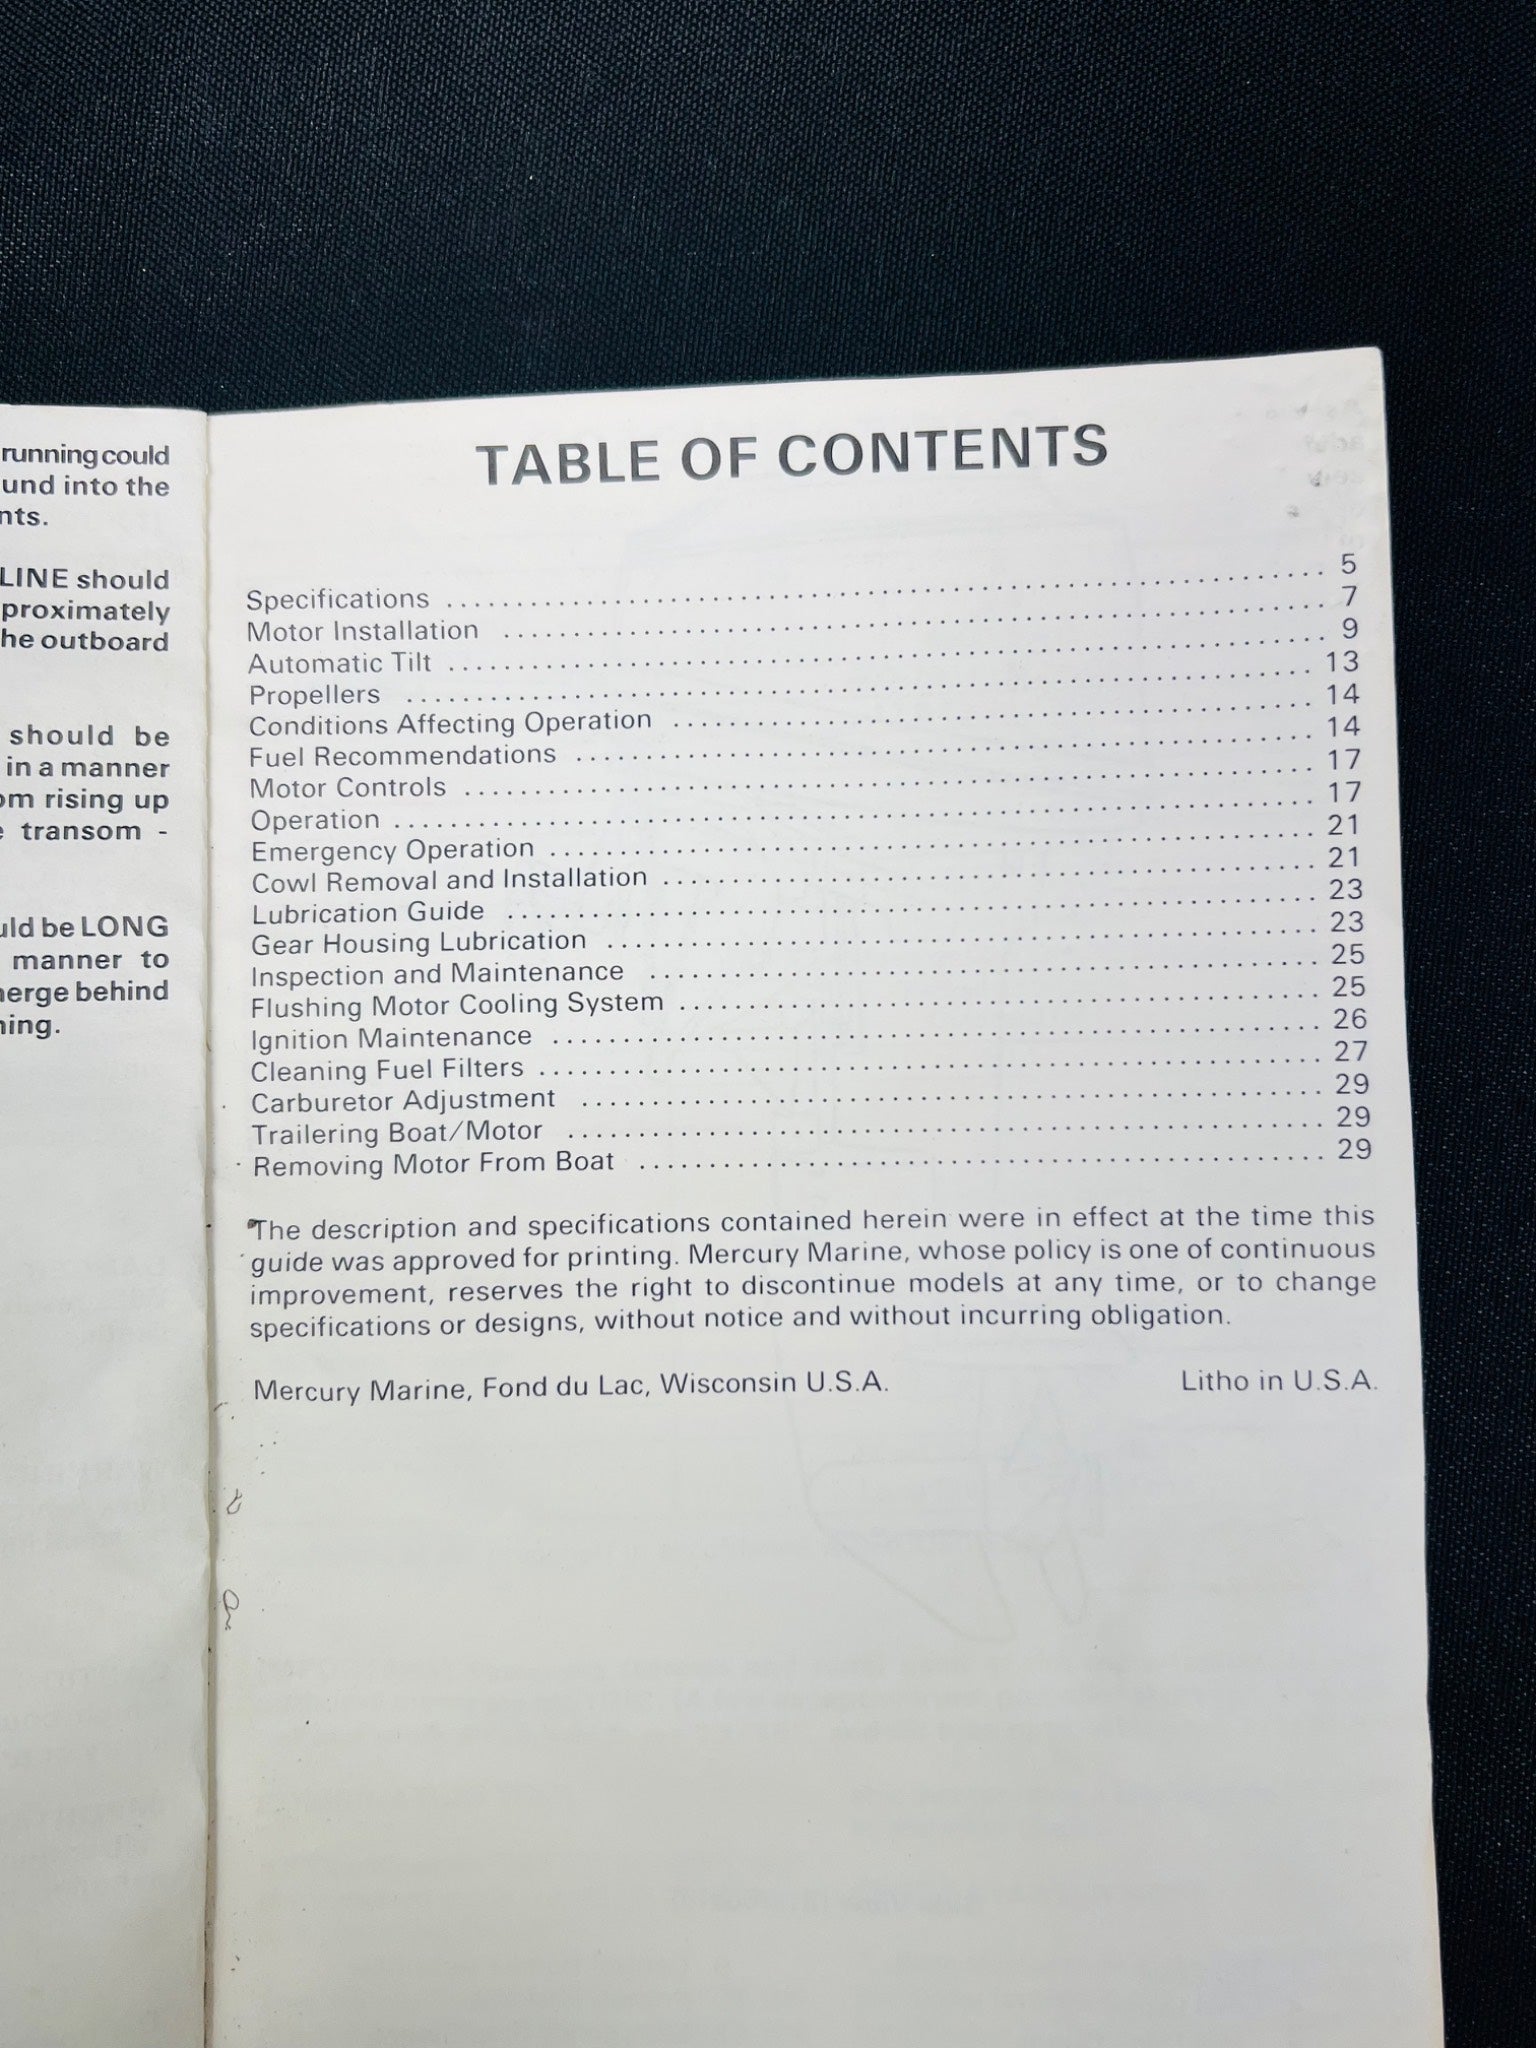 running could
und into the
nts.
LINE should
proximately
he outboard
should be
in a manner
om rising up
e transom -
uld be LONG
manner to
nerge behind
ning.
TABLE OF CONTENTS
Specifications . . . . . . . . . . . . . . . . . . . . 5
Motor Installation . . . . . . . . . . . . . . . . . . . . 7
Automatic Tilt . . . . . . . . . . . . . . . . . . . . 9
Propellers . . . . . . . . . . . . . . . . . . . . 13
Conditions Affecting Operation . . . . . . . . . . . . . . . . . . . . 14
Fuel Recommendations . . . . . . . . . . . . . . . . . . . . 14
Motor Controls . . . . . . . . . . . . . . . . . . . . 17
Operation . . . . . . . . . . . . . . . . . . . . 17
Emergency Operation . . . . . . . . . . . . . . . . . . . . 21
Cowl Removal and Installation . . . . . . . . . . . . . . . . . . . . 21
Lubrication Guide . . . . . . . . . . . . . . . . . . . . 23
Gear Housing Lubrication . . . . . . . . . . . . . . . . . . . . 23
Inspection and Maintenance . . . . . . . . . . . . . . . . . . . . 25
Flushing Motor Cooling System . . . . . . . . . . . . . . . . . . . . 25
Ignition Maintenance . . . . . . . . . . . . . . . . . . . . 26
Cleaning Fuel Filters . . . . . . . . . . . . . . . . . . . . 27
Carburetor Adjustment . . . . . . . . . . . . . . . . . . . . 29
Trailering Boat/Motor . . . . . . . . . . . . . . . . . . . . 29
Removing Motor From Boat . . . . . . . . . . . . . . . . . . . . 29
The description and specifications contained herein were in effect at the time this
guide was approved for printing. Mercury Marine, whose policy is one of continuous
improvement, reserves the right to discontinue models at any time, or to change
specifications or designs, without notice and without incurring obligation.
Mercury Marine, Fond du Lac, Wisconsin U.S.A. Litho in U.S.A.